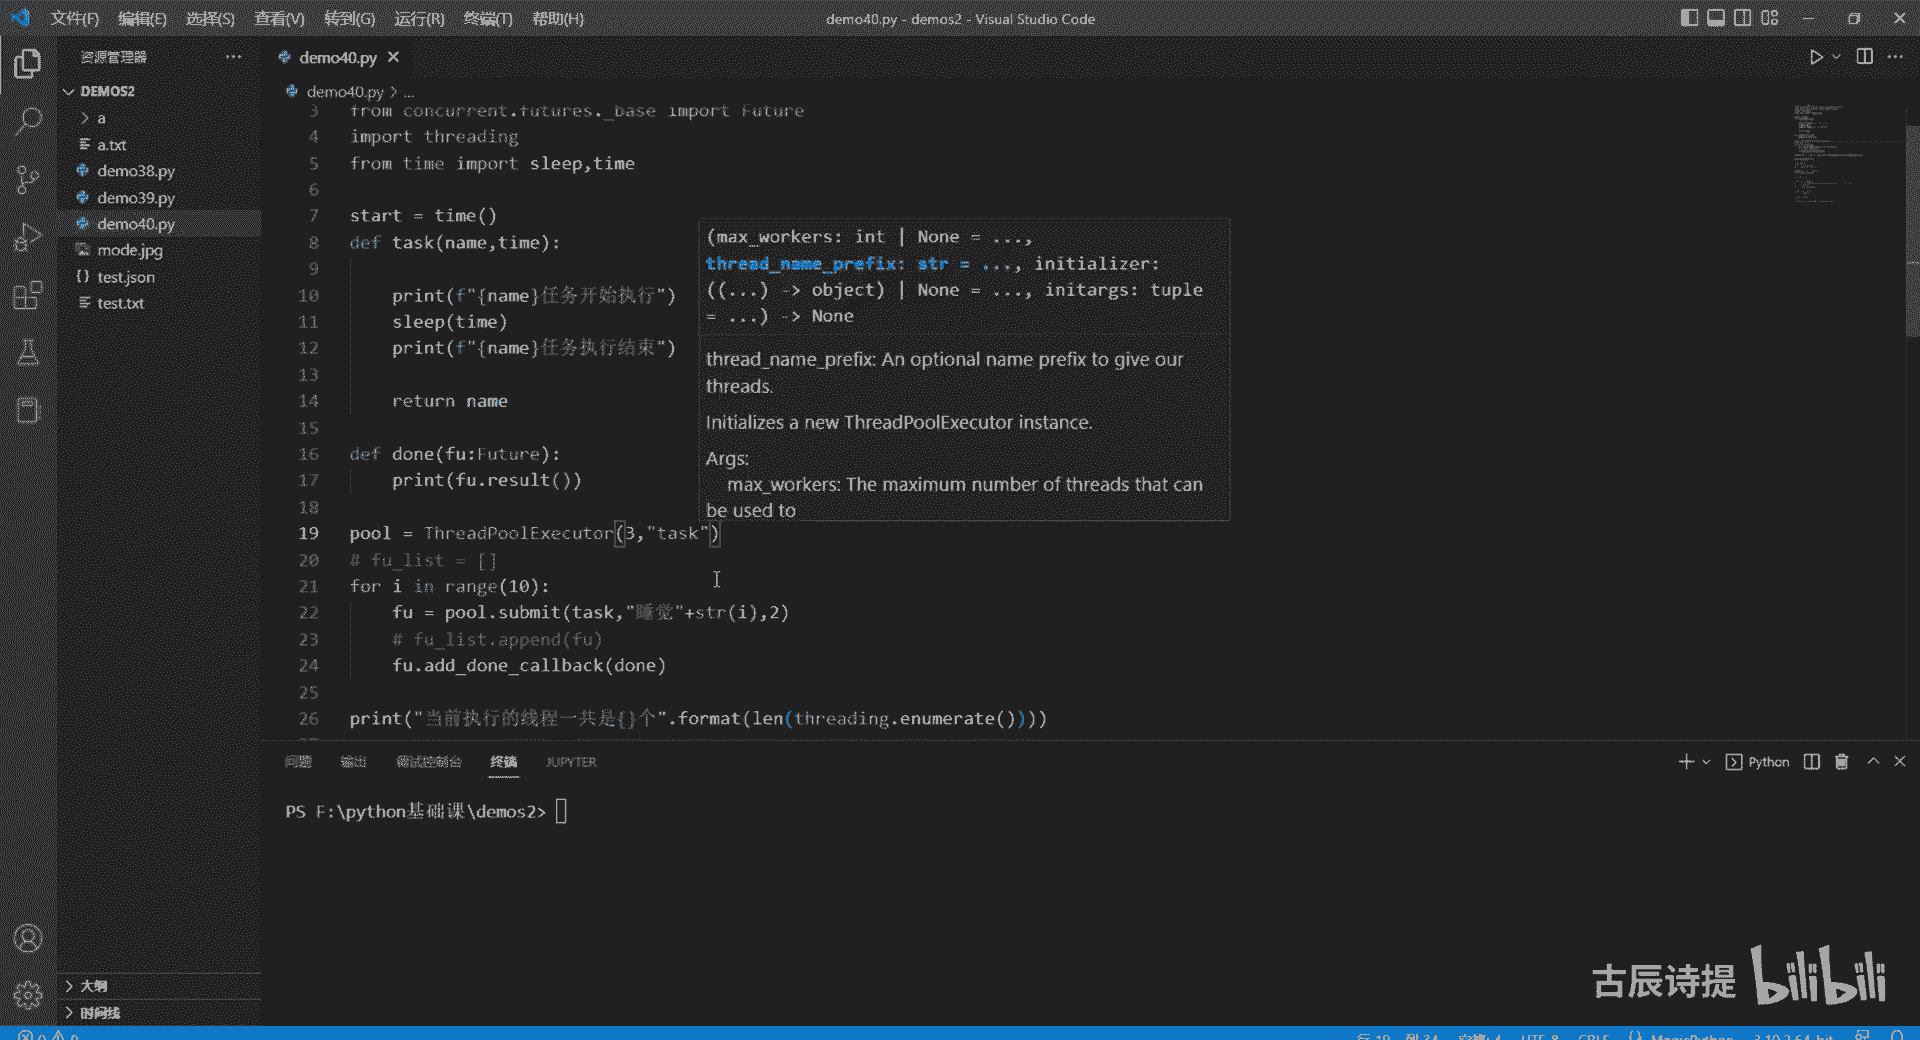 文件(F) 编辑(E) 选择(S) 查看(V) 转到(G) 运行(R) 终端(T) 帮助(H)
demo40.py - demos2 - Visual Studio Code
资源管理器
demo40.py
DEMOS2
demo40.py > ...
a
a.txt
demo38.py
demo39.py
demo40.py
mode.jpg
{} test.json
test.txt
3 from concurrent.futures._base import Future
4 import threading
5 from time import sleep,time
6
7 start = time()
8 def task(name,time):
9
10 print(f"{name}任务开始执行")
11 sleep(time)
12 print(f"{name}任务执行结束")
13
14 return name
15
16 def done(fu:Future):
17 print(fu.result())
18
19 pool = ThreadPoolExecutor(3,"task")
20 # fu_list = []
21 for i in range(10):
22 fu = pool.submit(task,"睡觉"+str(i),2)
23 # fu_list.append(fu)
24 fu.add_done_callback(done)
25
26 print("当前执行的线程一共是{}个".format(len(threading.enumerate())))
(max_workers: int | None = ...,
thread_name_prefix: str = ..., initializer:
((...) -> object) | None = ..., initargs: tuple
= ...) -> None
thread_name_prefix: An optional name prefix to give our
threads.
Initializes a new ThreadPoolExecutor instance.
Args:
max_workers: The maximum number of threads that can
be used to
问题 输出 调试控制台 终端 JUPYTER
Python
PS F:\python基础课\demos2>
大纲
时间线
古辰诗提 bilibili